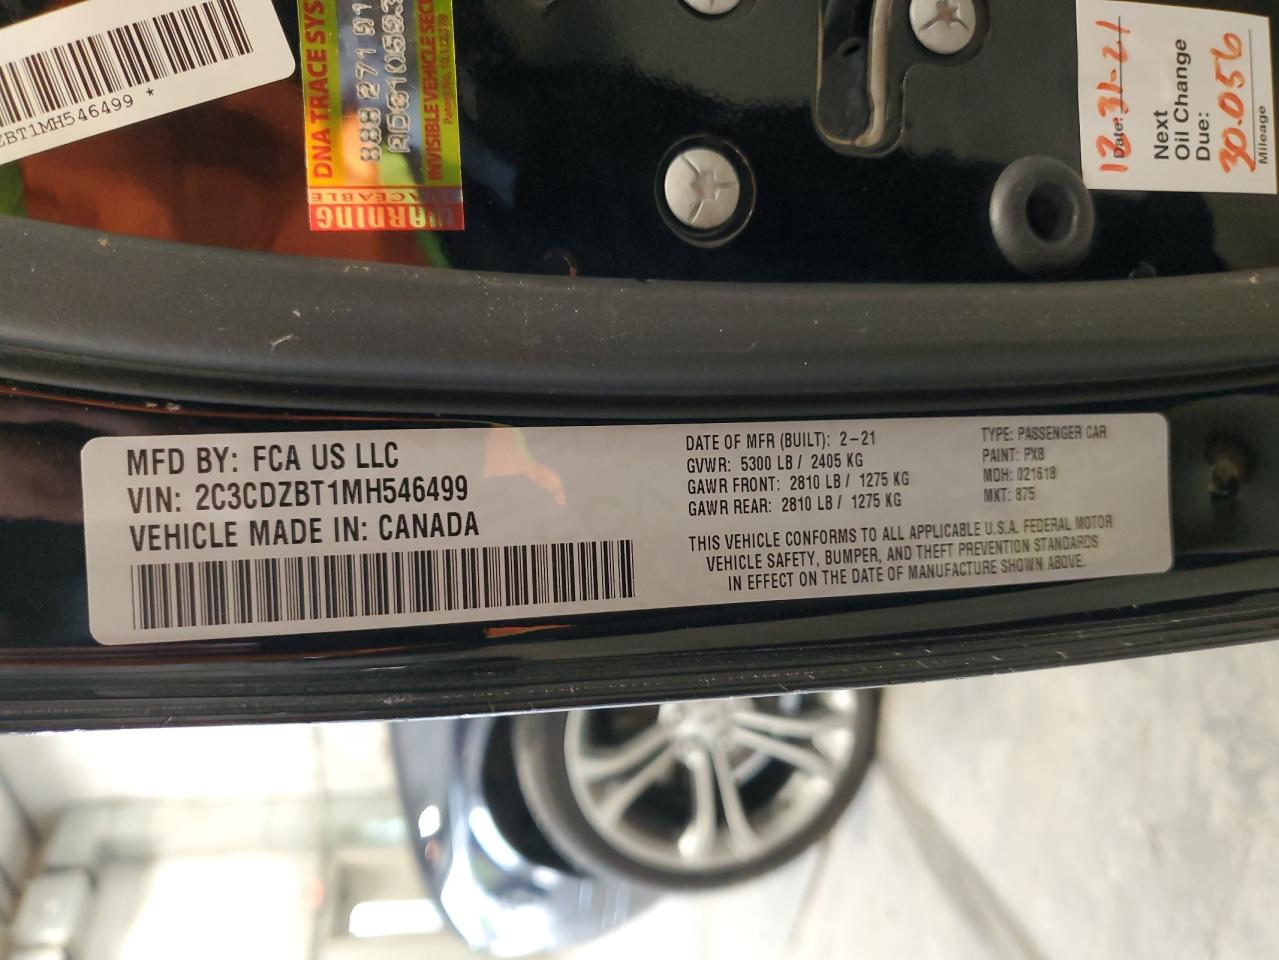 ZBT1MH546499 *
DNA TRACE SYS
888 271 91
INVISIBLE VEHICLE SEC
Patent No.
WARNING
Date: 12-31-21
Next
Oil Change
Due:
30.056
Mileage
MFD BY: FCA US LLC
VIN: 2C3CDZBT1MH546499
VEHICLE MADE IN: CANADA
DATE OF MFR (BUILT): 2-21
GVWR: 5300 LB / 2405 KG
GAWR FRONT: 2810 LB / 1275 KG
GAWR REAR: 2810 LB / 1275 KG
TYPE: PASSENGER CAR
PAINT: PX8
MDH: 021618
MKT: 875
THIS VEHICLE CONFORMS TO ALL APPLICABLE U.S.A. FEDERAL MOTOR
VEHICLE SAFETY, BUMPER, AND THEFT PREVENTION STANDARDS
IN EFFECT ON THE DATE OF MANUFACTURE SHOWN ABOVE.